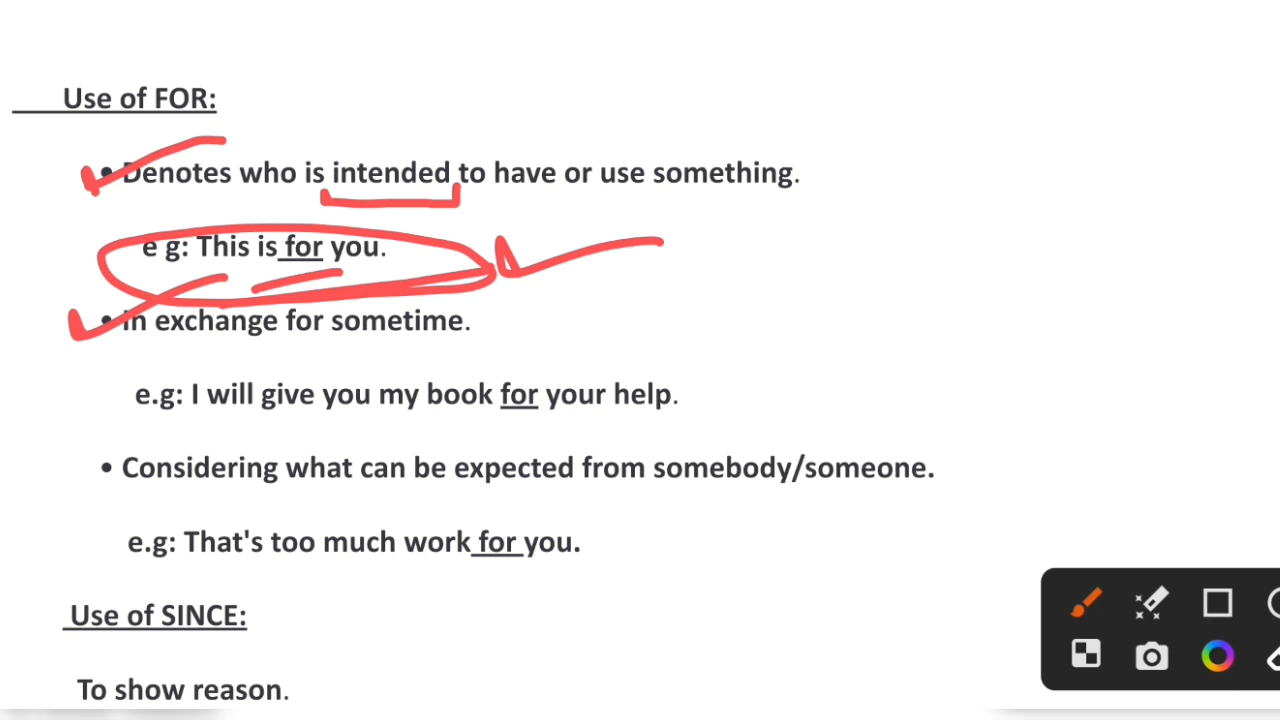 Use of FOR:
• Denotes who is intended to have or use something.
e g: This is for you.
• In exchange for sometime.
e.g: I will give you my book for your help.
• Considering what can be expected from somebody/someone.
e.g: That's too much work for you.
Use of SINCE:
To show reason.